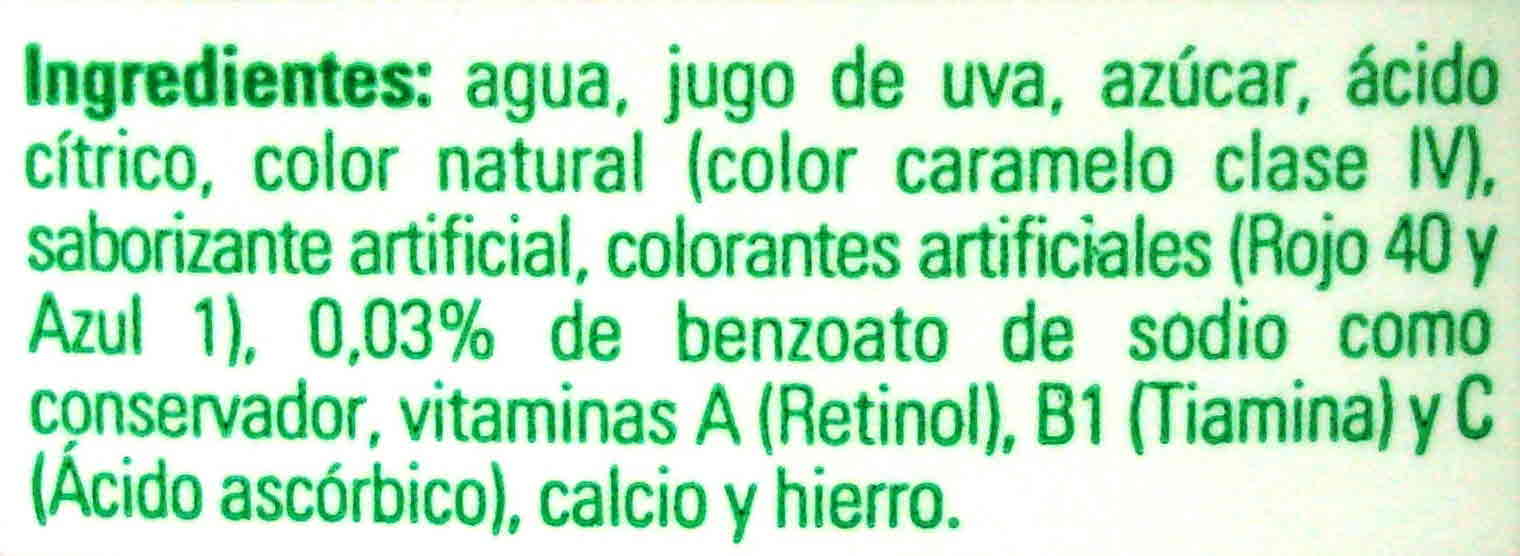 Ingredientes: agua, jugo de uva, azúcar, ácido
cítrico, color natural (color caramelo clase IV),
saborizante artificial, colorantes artificiales (Rojo 40 y
Azul 1), 0,03% de benzoato de sodio como
conservador, vitaminas A (Retinol), B1 (Tiamina) y C
(Ácido ascórbico), calcio y hierro.